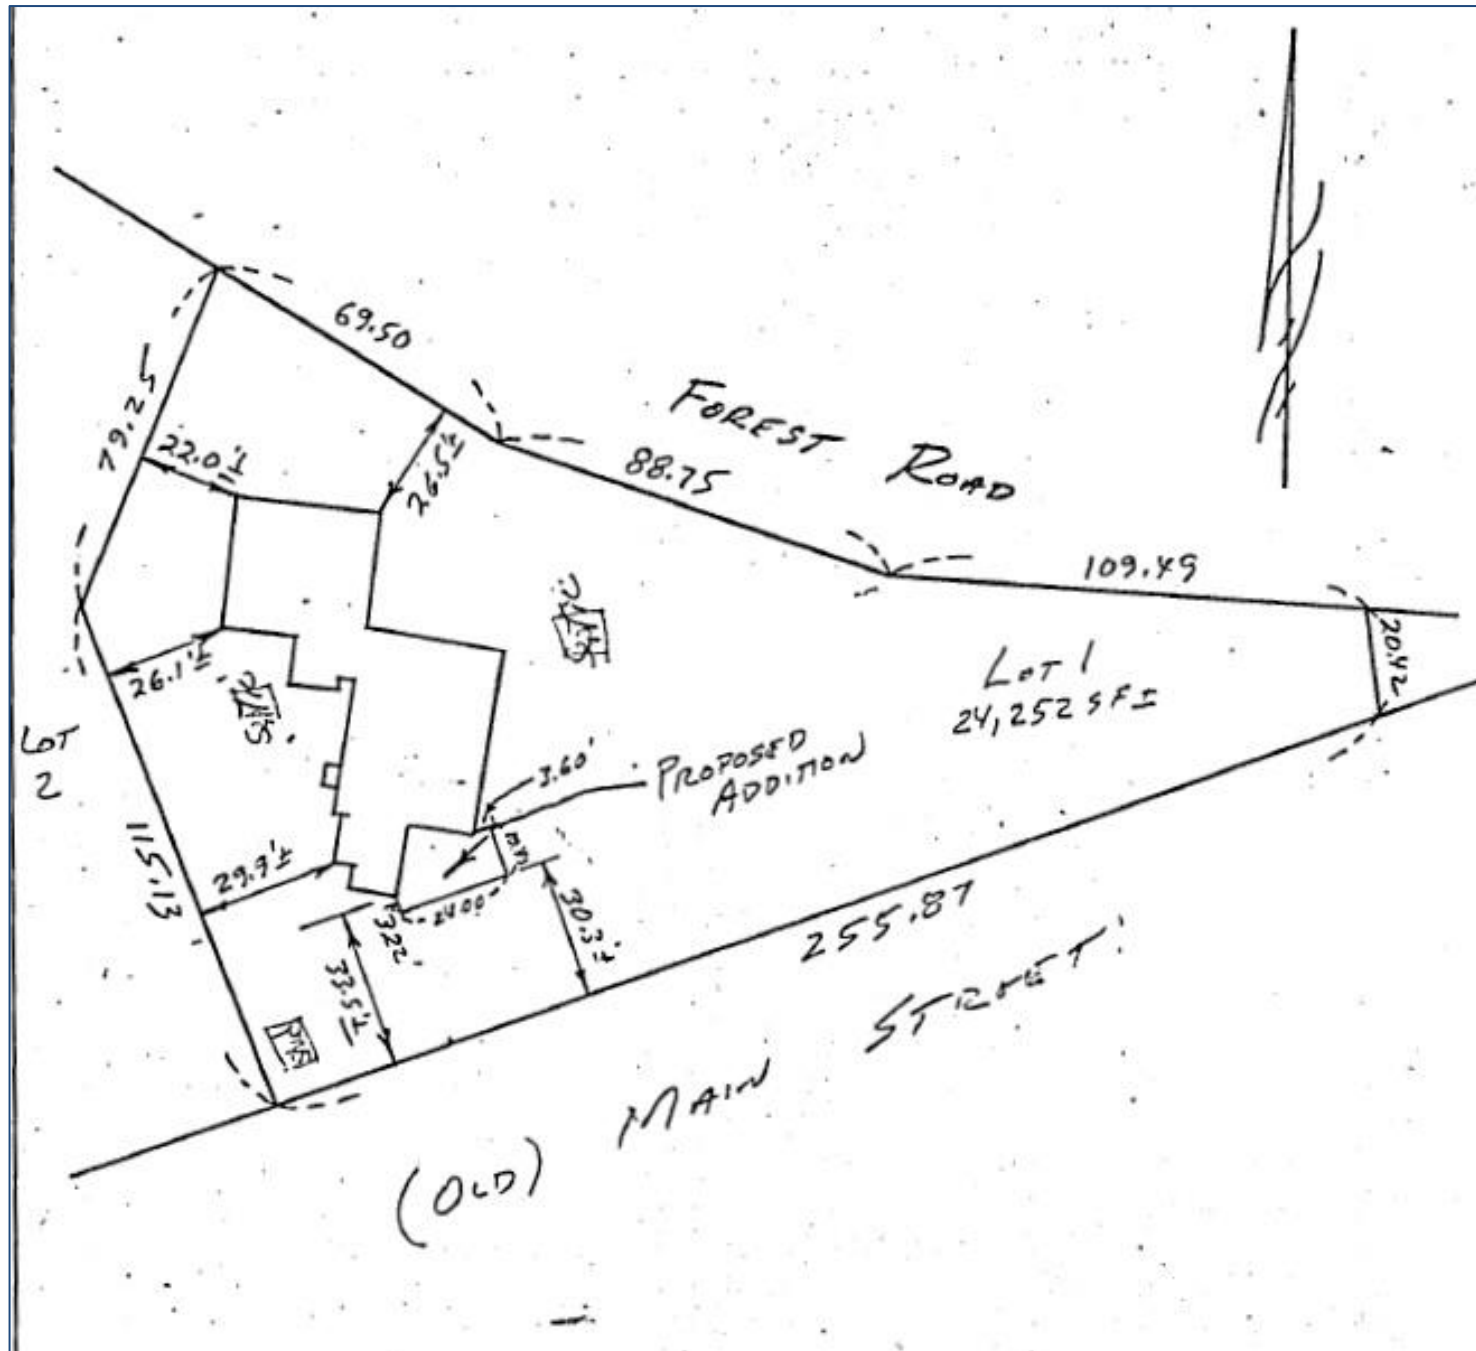 69.50
79.25
FOREST ROAD
22.0'±
26.5'±
88.75
109.49
20.42
LOT 1
24,252 SF±
26.1'±
LOT
2
3.60'
PROPOSED
ADDITION
115.13
29.9'±
24.00
3.22'
30.3'±
33.5'±
255.87
(OLD) MAIN STREET